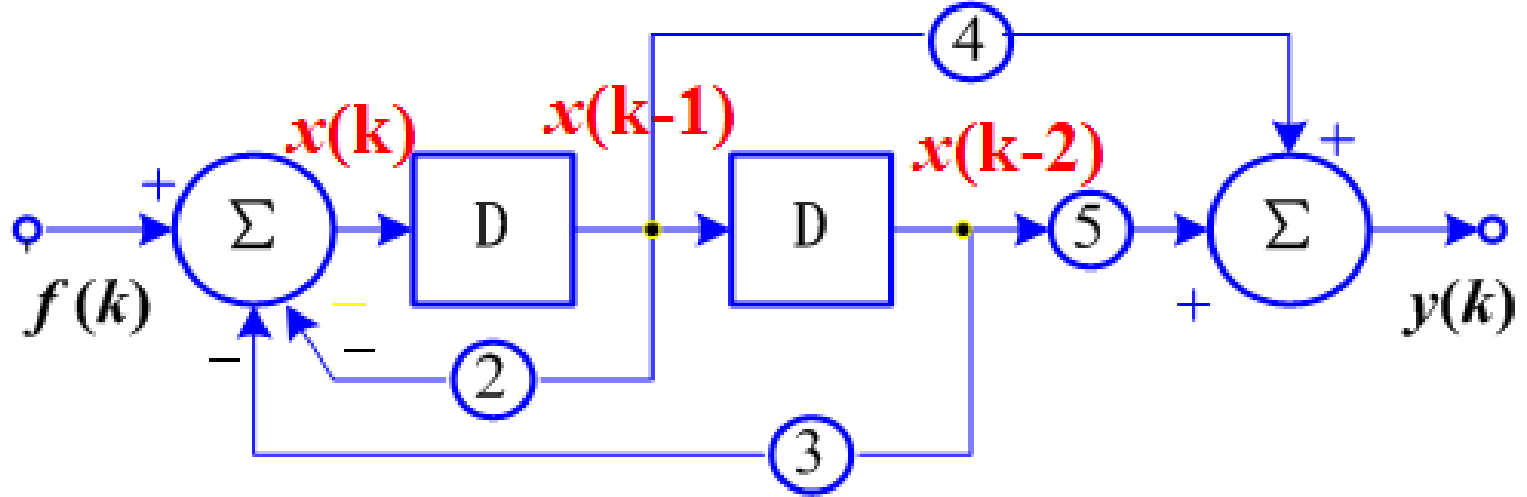 4
x(k) x(k-1) x(k-2)
+ +
Σ D D 5 Σ
f(k) − + y(k)
− −
2
3